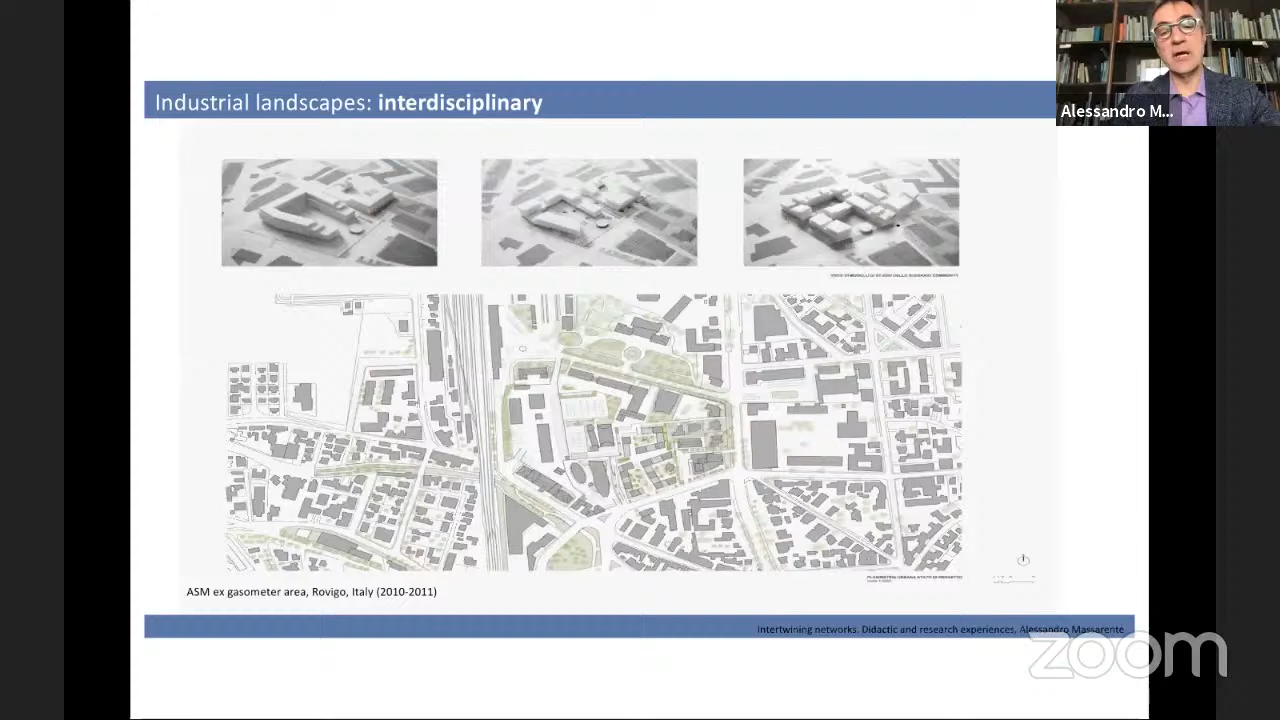 Industrial landscapes: interdisciplinary
Alessandro M...
ASM ex gasometer area, Rovigo, Italy (2010-2011)
Intertwining networks. Didactic and research experiences, Alessandro Massarente
zoom